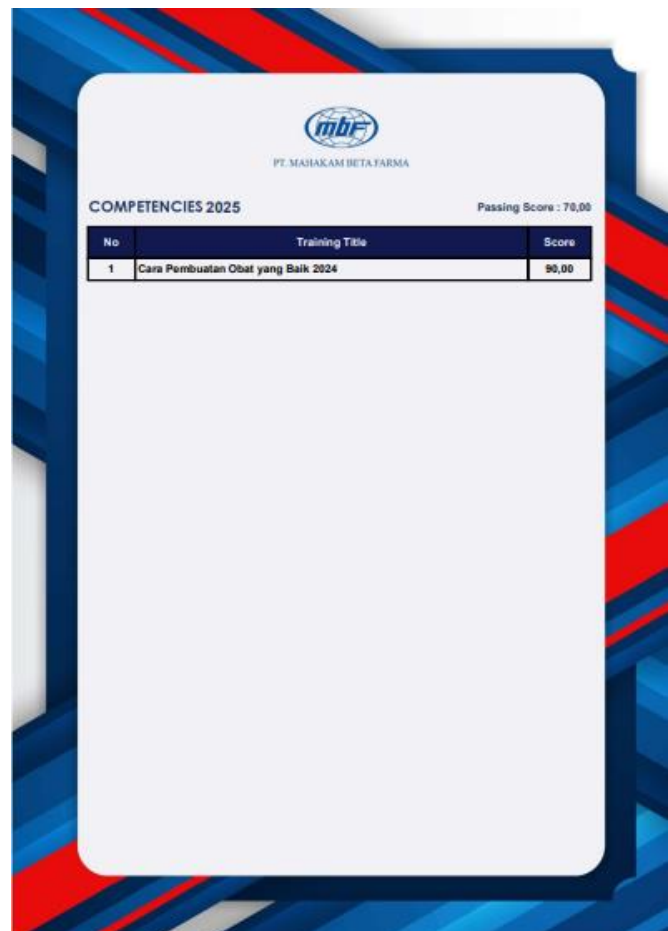 mbf
PT. MAHAKAM BETA FARMA
COMPETENCIES 2025
Passing Score : 70,00
No Training Title Score
1 Cara Pembuatan Obat yang Baik 2024 90,00